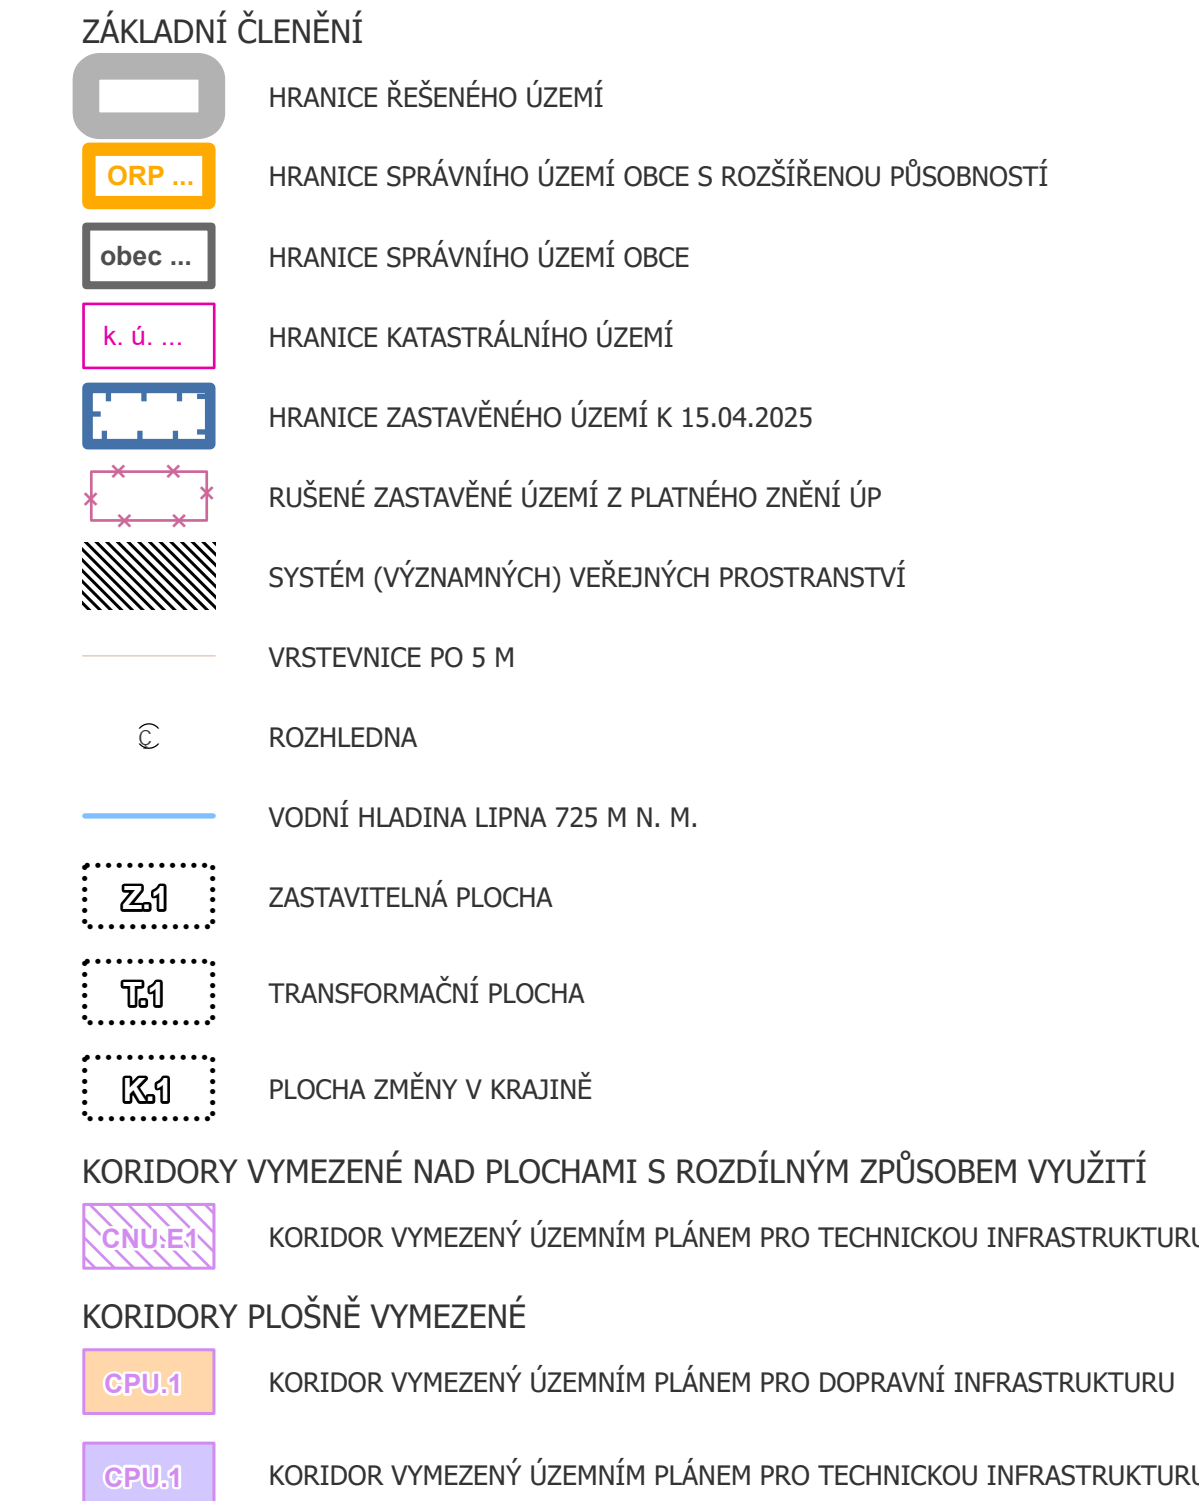 ZÁKLADNÍ ČLENĚNÍ
HRANICE ŘEŠENÉHO ÚZEMÍ
ORP ... HRANICE SPRÁVNÍHO ÚZEMÍ OBCE S ROZŠÍŘENOU PŮSOBNOSTÍ
obec ... HRANICE SPRÁVNÍHO ÚZEMÍ OBCE
k. ú. ... HRANICE KATASTRÁLNÍHO ÚZEMÍ
HRANICE ZASTAVĚNÉHO ÚZEMÍ K 15.04.2025
RUŠENÉ ZASTAVĚNÉ ÚZEMÍ Z PLATNÉHO ZNĚNÍ ÚP
SYSTÉM (VÝZNAMNÝCH) VEŘEJNÝCH PROSTRANSTVÍ
VRSTEVNICE PO 5 M
ROZHLEDNA
VODNÍ HLADINA LIPNA 725 M N. M.
Z.1 ZASTAVITELNÁ PLOCHA
T.1 TRANSFORMAČNÍ PLOCHA
K.1 PLOCHA ZMĚNY V KRAJINĚ
KORIDORY VYMEZENÉ NAD PLOCHAMI S ROZDÍLNÝM ZPŮSOBEM VYUŽITÍ
CNU.E1 KORIDOR VYMEZENÝ ÚZEMNÍM PLÁNEM PRO TECHNICKOU INFRASTRUKTURU
KORIDORY PLOŠNĚ VYMEZENÉ
CPU.1 KORIDOR VYMEZENÝ ÚZEMNÍM PLÁNEM PRO DOPRAVNÍ INFRASTRUKTURU
CPU.1 KORIDOR VYMEZENÝ ÚZEMNÍM PLÁNEM PRO TECHNICKOU INFRASTRUKTURU